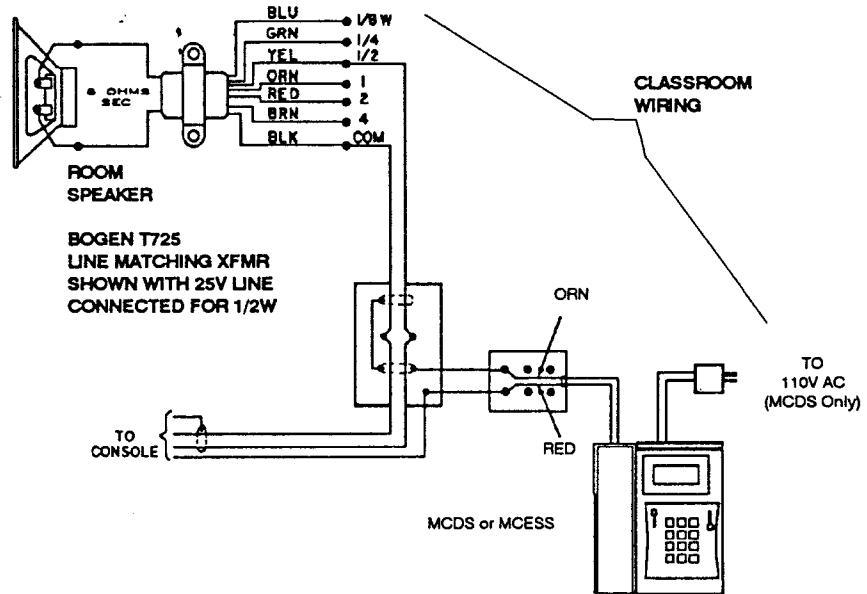 BLU
1/8 W
GRN
1/4
YEL
1/2
ORN
1
RED
2
BRN
4
BLK
COM
8 OHMS
SEC
CLASSROOM
WIRING
ROOM
SPEAKER
BOGEN T725
LINE MATCHING XFMR
SHOWN WITH 25V LINE
CONNECTED FOR 1/2W
ORN
TO
110V AC
(MCDS Only)
TO
CONSOLE
RED
MCDS or MCESS